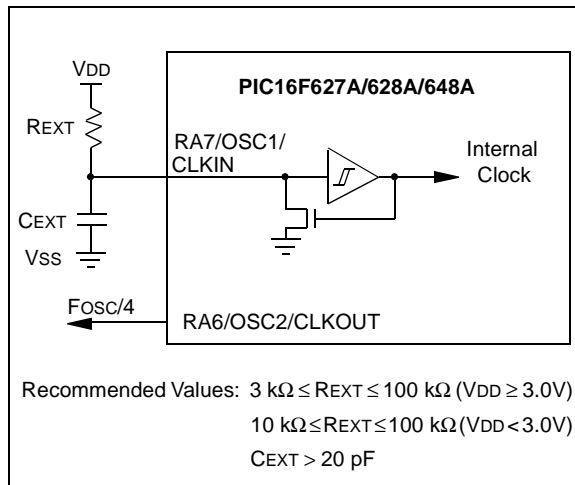 VDD
PIC16F627A/628A/648A
REXT
RA7/OSC1/
CLKIN
Internal
Clock
CEXT
VSS
FOSC/4
RA6/OSC2/CLKOUT
Recommended Values: 3 kΩ ≤ REXT ≤ 100 kΩ (VDD ≥ 3.0V)
10 kΩ ≤ REXT ≤ 100 kΩ (VDD < 3.0V)
CEXT > 20 pF